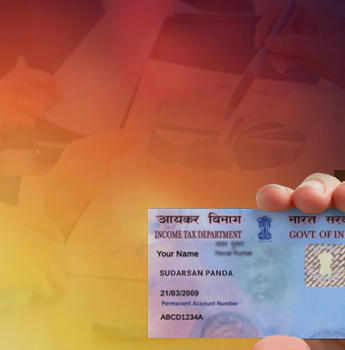 आयकर विभाग
भारत सरक
INCOME TAX DEPARTMENT
GOVT. OF IN
Your Name
SUDARSAN PANDA
21/03/2009
Permanent Account Number
ABCD1234A